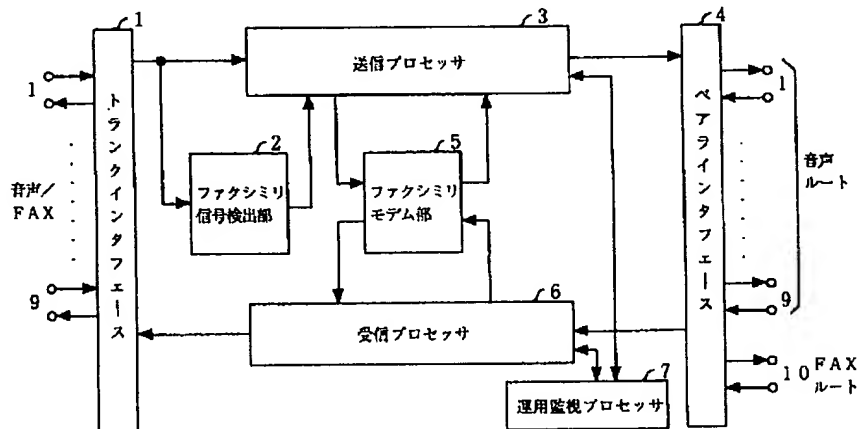 1
3
4
送信プロセッサ
1
1
トランクインタフェース
2
5
ベアラインタフェース
音声/
FAX
ファクシミリ
信号検出部
ファクシミリ
モデム部
音声
ルート
9
6
9
受信プロセッサ
7
10
FAX
ルート
運用監視プロセッサ